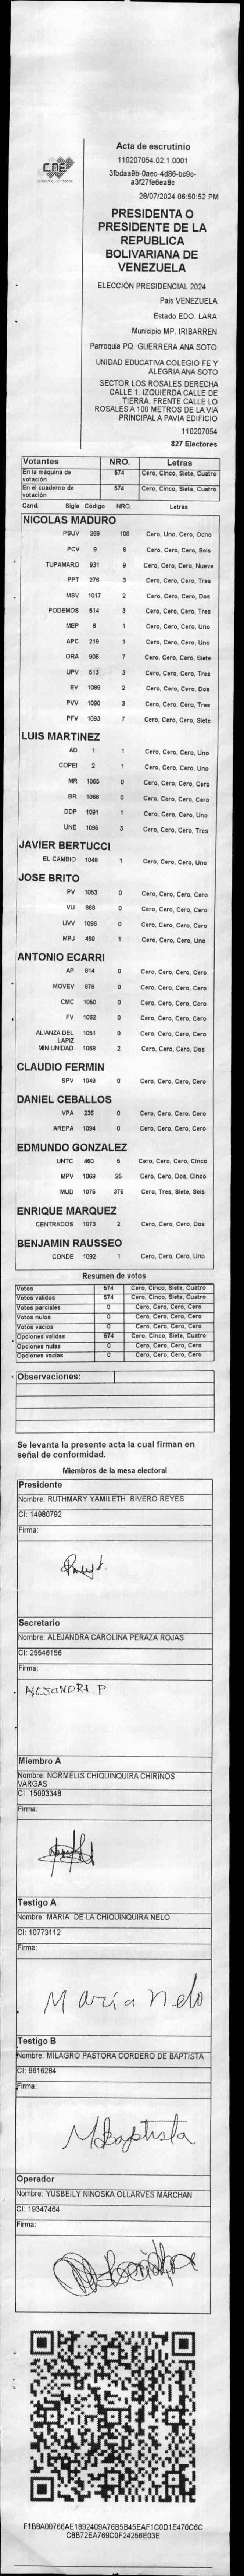 CNE
Acta de escrutinio
110207054.02.1.0001
3fbdaa9b-0aec-4d86-bc9c-
a3f27fe6ea8c
28/07/2024 06:50:52 PM
PRESIDENTA O
PRESIDENTE DE LA
REPUBLICA
BOLIVARIANA DE
VENEZUELA
ELECCIÓN PRESIDENCIAL 2024
Pais VENEZUELA
Estado EDO. LARA
Municipio MP. IRIBARREN
Parroquia PQ. GUERRERA ANA SOTO
UNIDAD EDUCATIVA COLEGIO FE Y
ALEGRIA ANA SOTO
SECTOR LOS ROSALES DERECHA
CALLE 1. IZQUIERDA CALLE DE
TIERRA. FRENTE CALLE LO
ROSALES A 100 METROS DE LA VIA
PRINCIPAL A PAVIA EDIFICIO
110207054
827 Electores
Votantes NRO. Letras
En la máquina de votación 574 Cero, Cinco, Siete, Cuatro
En el cuaderno de votación 574 Cero, Cinco, Siete, Cuatro
Cand. Sigla Código NRO. Letras
NICOLAS MADURO
PSUV 269 108 Cero, Uno, Cero, Ocho
PCV 9 6 Cero, Cero, Cero, Seis
TUPAMARO 931 9 Cero, Cero, Cero, Nueve
PPT 276 3 Cero, Cero, Cero, Tres
MSV 1017 2 Cero, Cero, Cero, Dos
PODEMOS 514 3 Cero, Cero, Cero, Tres
MEP 6 1 Cero, Cero, Cero, Uno
APC 219 1 Cero, Cero, Cero, Uno
ORA 906 7 Cero, Cero, Cero, Siete
UPV 513 3 Cero, Cero, Cero, Tres
EV 1089 2 Cero, Cero, Cero, Dos
PVV 1090 3 Cero, Cero, Cero, Tres
PFV 1093 7 Cero, Cero, Cero, Siete
LUIS MARTINEZ
AD 1 1 Cero, Cero, Cero, Uno
COPEI 2 1 Cero, Cero, Cero, Uno
MR 1065 0 Cero, Cero, Cero, Cero
BR 1066 0 Cero, Cero, Cero, Cero
DDP 1091 1 Cero, Cero, Cero, Uno
UNE 1095 3 Cero, Cero, Cero, Tres
JAVIER BERTUCCI
EL CAMBIO 1048 1 Cero, Cero, Cero, Uno
JOSE BRITO
PV 1053 0 Cero, Cero, Cero, Cero
VU 868 0 Cero, Cero, Cero, Cero
UVV 1096 0 Cero, Cero, Cero, Cero
MPJ 458 1 Cero, Cero, Cero, Uno
ANTONIO ECARRI
AP 814 0 Cero, Cero, Cero, Cero
MOVEV 878 0 Cero, Cero, Cero, Cero
CMC 1050 0 Cero, Cero, Cero, Cero
FV 1062 0 Cero, Cero, Cero, Cero
ALIANZA DEL LAPIZ 1051 0 Cero, Cero, Cero, Cero
MIN UNIDAD 1068 2 Cero, Cero, Cero, Dos
CLAUDIO FERMIN
SPV 1049 0 Cero, Cero, Cero, Cero
DANIEL CEBALLOS
VPA 236 0 Cero, Cero, Cero, Cero
AREPA 1094 0 Cero, Cero, Cero, Cero
EDMUNDO GONZALEZ
UNTC 460 5 Cero, Cero, Cero, Cinco
MPV 1069 25 Cero, Cero, Dos, Cinco
MUD 1075 376 Cero, Tres, Siete, Seis
ENRIQUE MARQUEZ
CENTRADOS 1073 2 Cero, Cero, Cero, Dos
BENJAMIN RAUSSEO
CONDE 1092 1 Cero, Cero, Cero, Uno
Resumen de votos
Votos 574 Cero, Cinco, Siete, Cuatro
Votos validos 574 Cero, Cinco, Siete, Cuatro
Votos parciales 0 Cero, Cero, Cero, Cero
Votos nulos 0 Cero, Cero, Cero, Cero
Votos vacios 0 Cero, Cero, Cero, Cero
Opciones validas 574 Cero, Cinco, Siete, Cuatro
Opciones nulas 0 Cero, Cero, Cero, Cero
Opciones vacias 0 Cero, Cero, Cero, Cero
Observaciones:
Se levanta la presente acta la cual firman en
señal de conformidad.
Miembros de la mesa electoral
Presidente
Nombre: RUTHMARY YAMILETH RIVERO REYES
CI: 14980792
Firma:
Secretario
Nombre: ALEJANDRA CAROLINA PERAZA ROJAS
CI: 25546156
Firma:
Miembro A
Nombre: NORMELIS CHIQUINQUIRA CHIRINOS
VARGAS
CI: 15003348
Firma:
Testigo A
Nombre: MARIA DE LA CHIQUINQUIRA NELO
CI: 10773112
Firma:
Maria Nelo
Testigo B
Nombre: MILAGRO PASTORA CORDERO DE BAPTISTA
CI: 9616284
Firma:
MBaptista
Operador
Nombre: YUSBEILY NINOSKA OLLARVES MARCHAN
CI: 19347464
Firma:
F1B8A00766AE1892409A76B5B45EAF1C0D1E470C6C
C8B72EA769C0F24256E03E